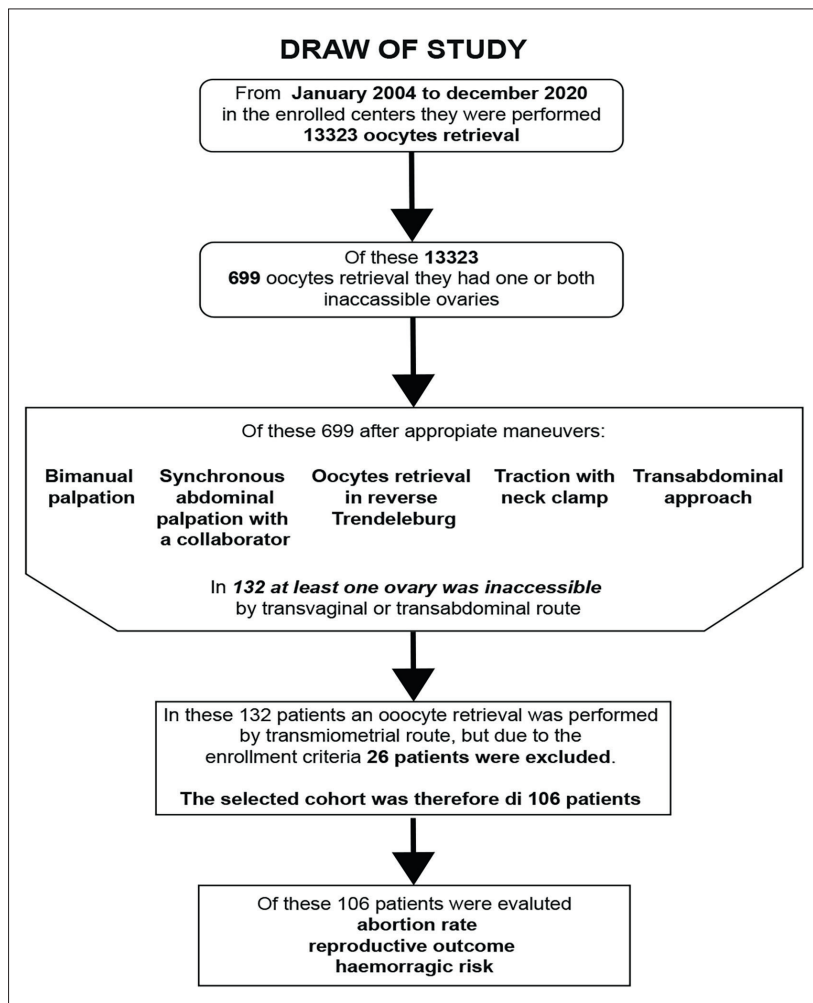 DRAW OF STUDY
From January 2004 to december 2020
in the enrolled centers they were performed
13323 oocytes retrieval
Of these 13323
699 oocytes retrieval they had one or both
inaccassible ovaries
Of these 699 after appropiate maneuvers:
Bimanual
palpation
Synchronous
abdominal
palpation with
a collaborator
Oocytes retrieval
in reverse
Trendeleburg
Traction with
neck clamp
Transabdominal
approach
In 132 at least one ovary was inaccessible
by transvaginal or transabdominal route
In these 132 patients an ooocyte retrieval was performed
by transmiometrial route, but due to the
enrollment criteria 26 patients were excluded.
The selected cohort was therefore di 106 patients
Of these 106 patients were evaluted
abortion rate
reproductive outcome
haemorragic risk